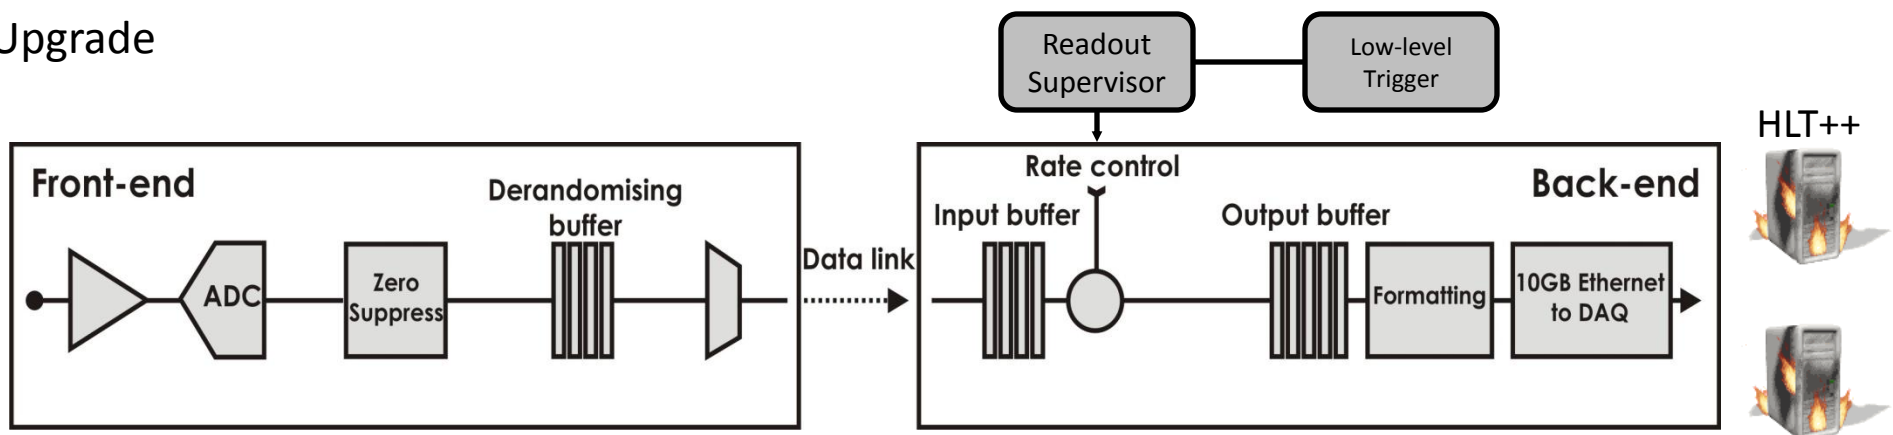 Upgrade
Readout
Supervisor
Low-level
Trigger
HLT++
Front-end
Derandomising
buffer
ADC
Zero
Suppress
Data link
Rate control
Back-end
Input buffer
Output buffer
Formatting
10GB Ethernet
to DAQ